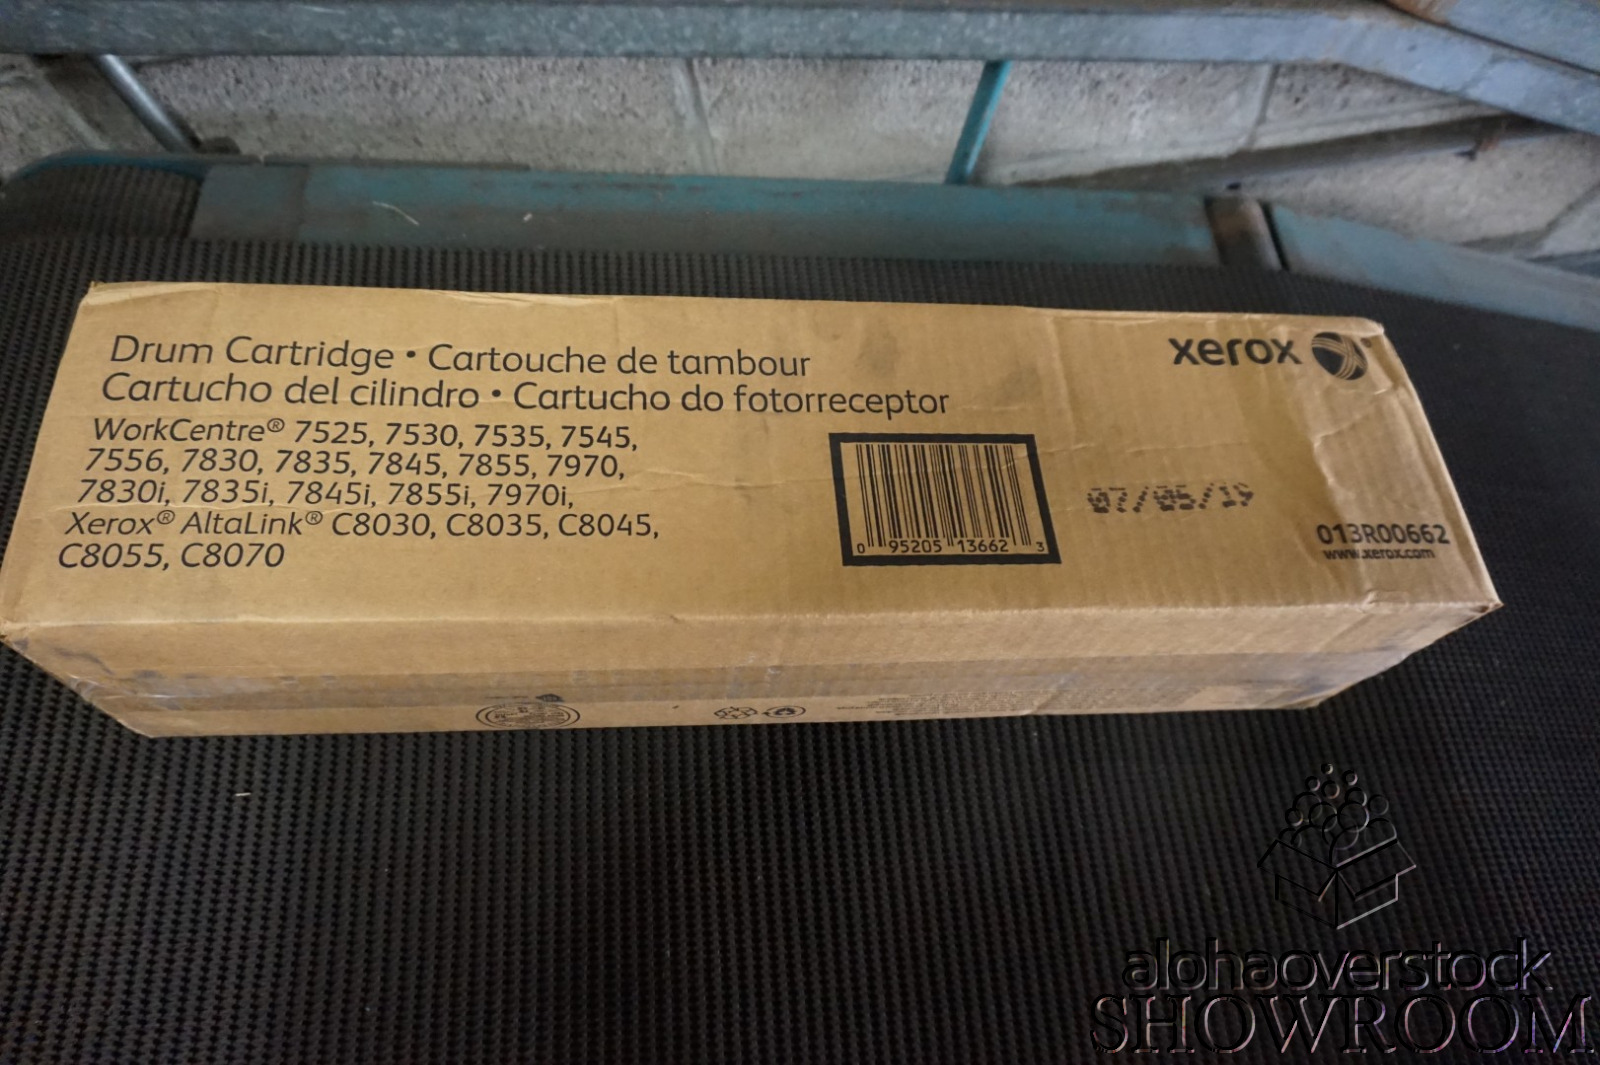 Drum Cartridge • Cartouche de tambour
Cartucho del cilindro • Cartucho do fotorreceptor
WorkCentre® 7525, 7530, 7535, 7545,
7556, 7830, 7835, 7845, 7855, 7970,
7830i, 7835i, 7845i, 7855i, 7970i,
Xerox® AltaLink® C8030, C8035, C8045,
C8055, C8070
xerox
0 95205 13662 3
07/06/19
013R00662
www.xerox.com
alohaoverstock
SHOWROOM